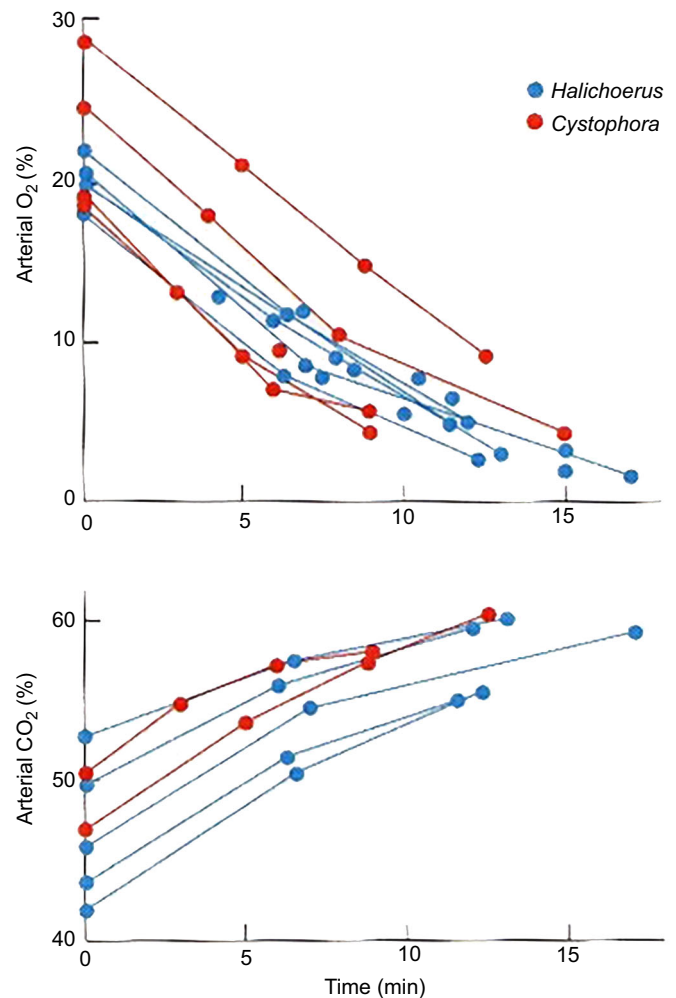 30
Halichoerus
Cystophora
20
Arterial O₂ (%)
10
0
0 5 10 15
60
50
Arterial CO₂ (%)
40
0 5 10 15
Time (min)